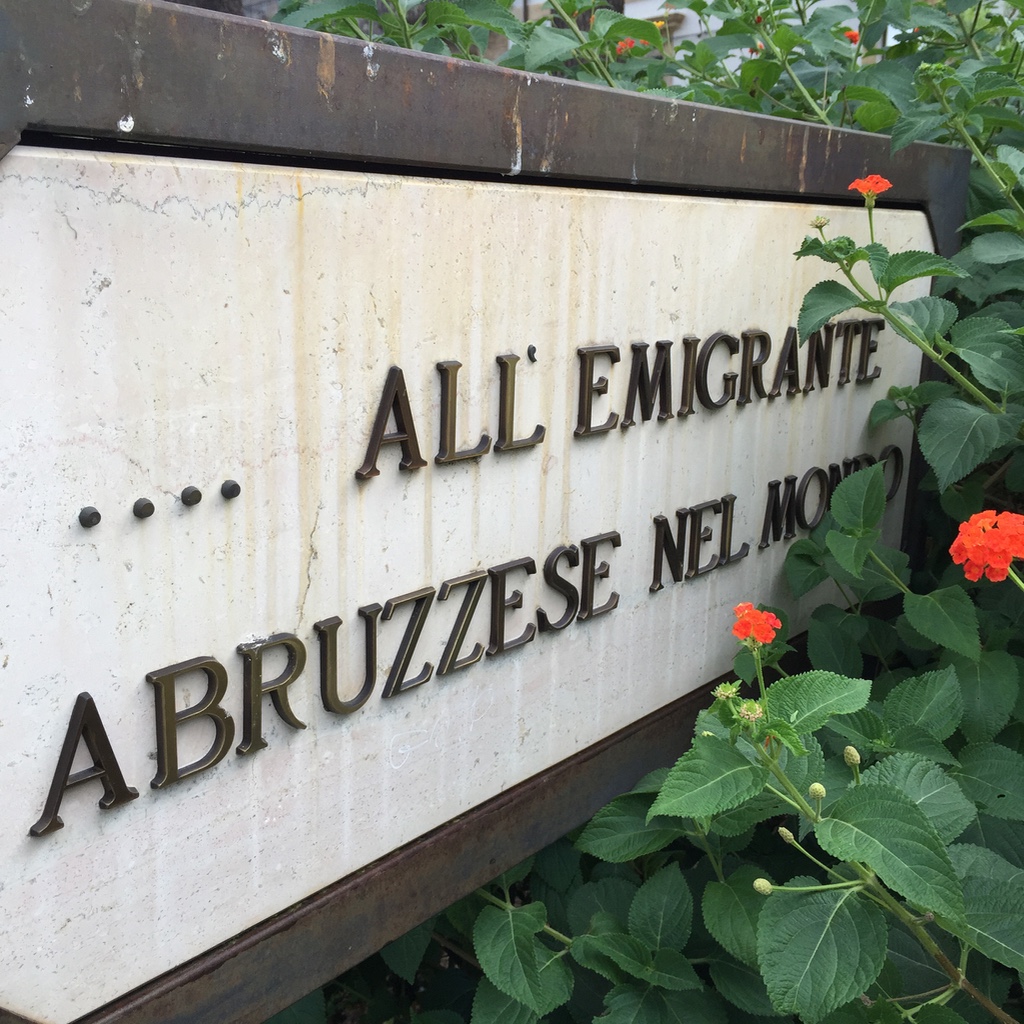 .... ALL' EMIGRANTE
ABRUZZESE NEL MONDO